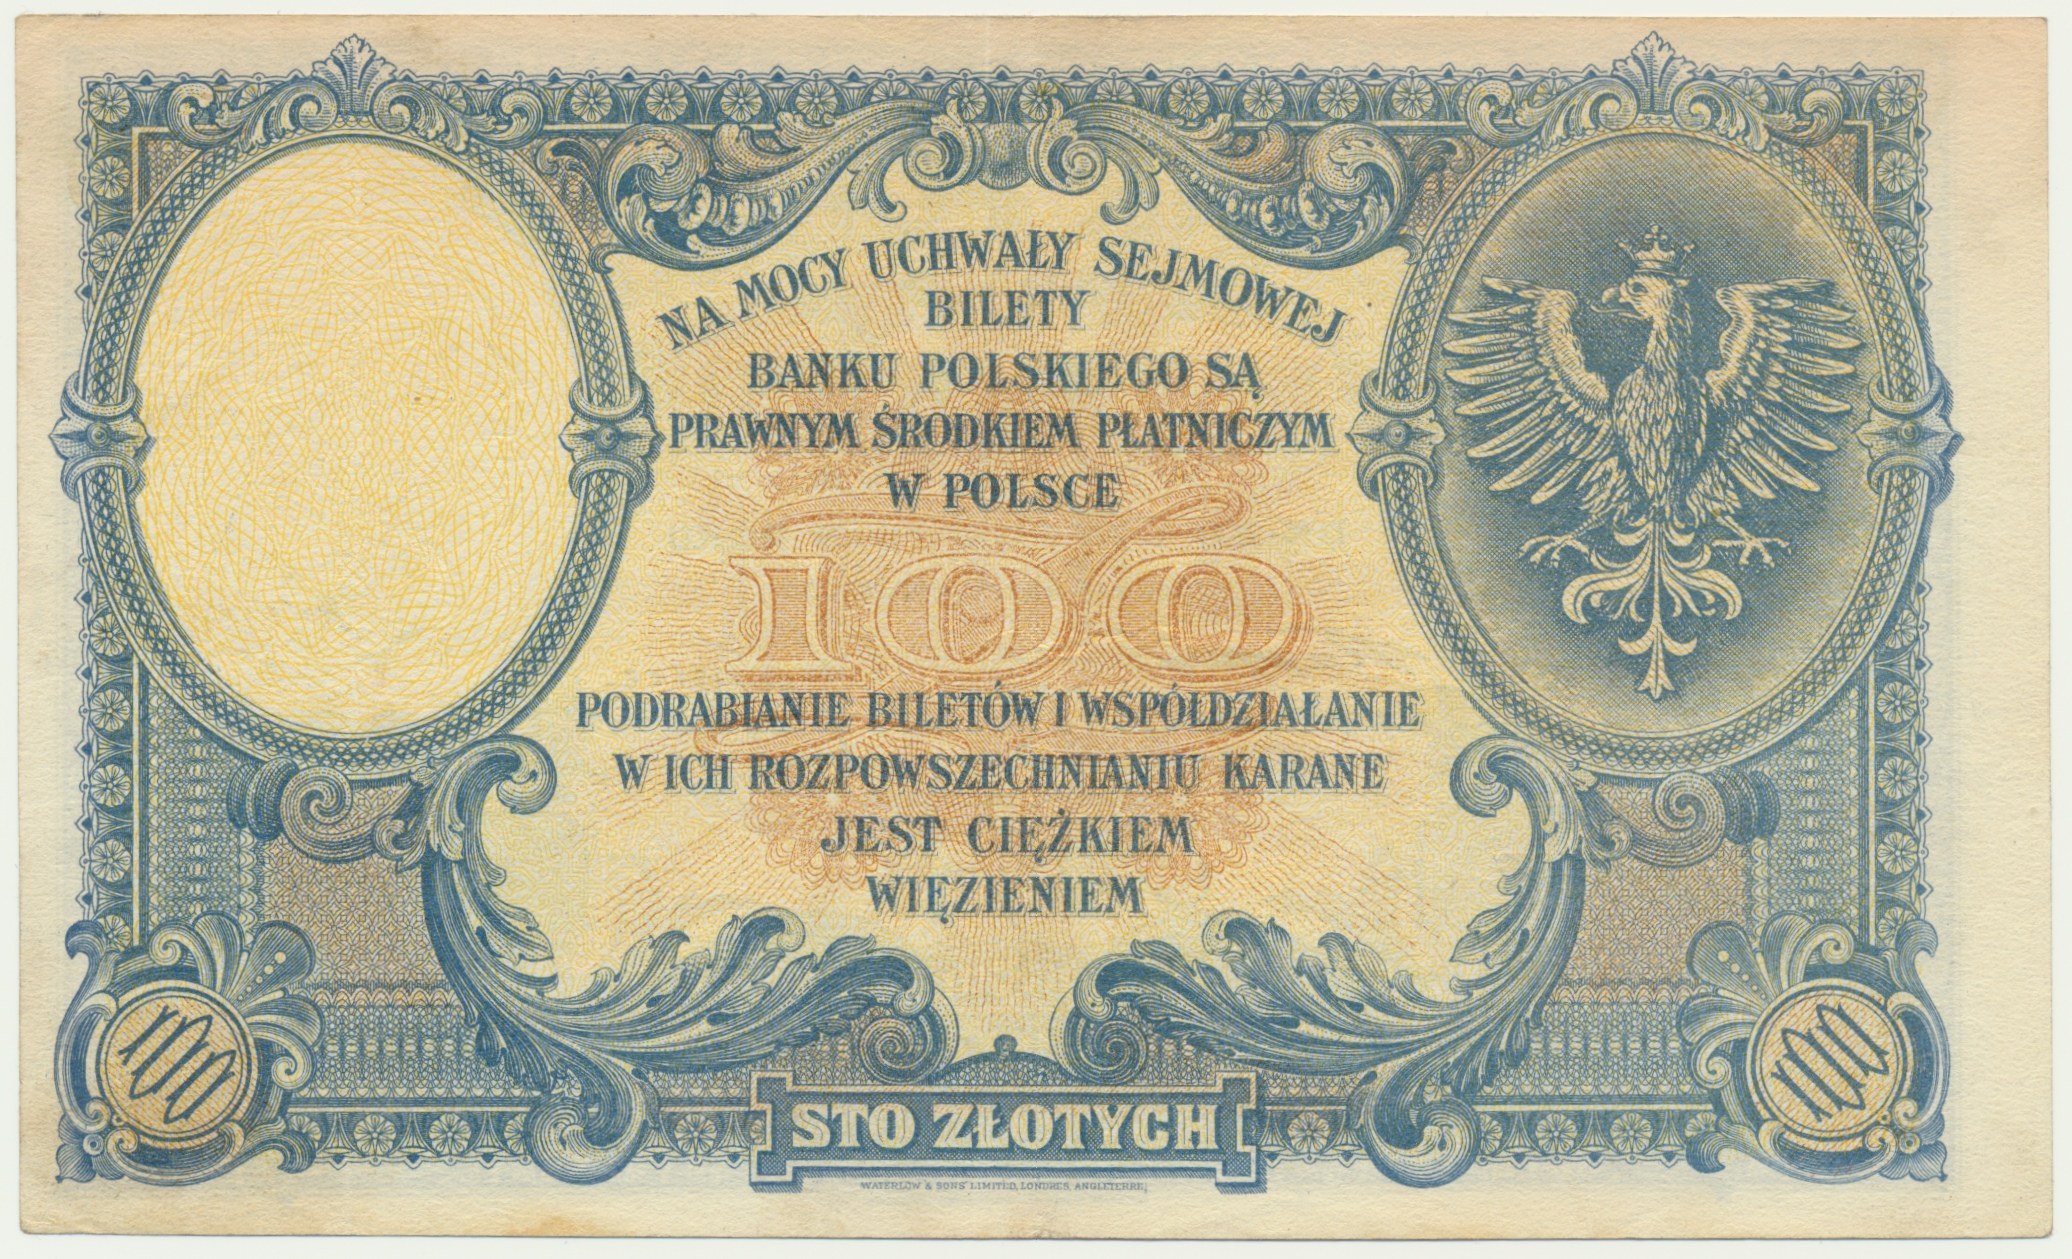 NA MOCY UCHWAŁY SEJMOWEJ
BILETY
BANKU POLSKIEGO SĄ
PRAWNYM ŚRODKIEM PŁATNICZYM
W POLSCE
100
PODRABIANIE BILETÓW I WSPÓŁDZIAŁANIE
W ICH ROZPOWSZECHNIANIU KARANE
JEST CIĘŻKIEM
WIĘZIENIEM
100
100
STO ZŁOTYCH
WATERLOW & SONS LIMITED, LONDRES, ANGLETERRE,